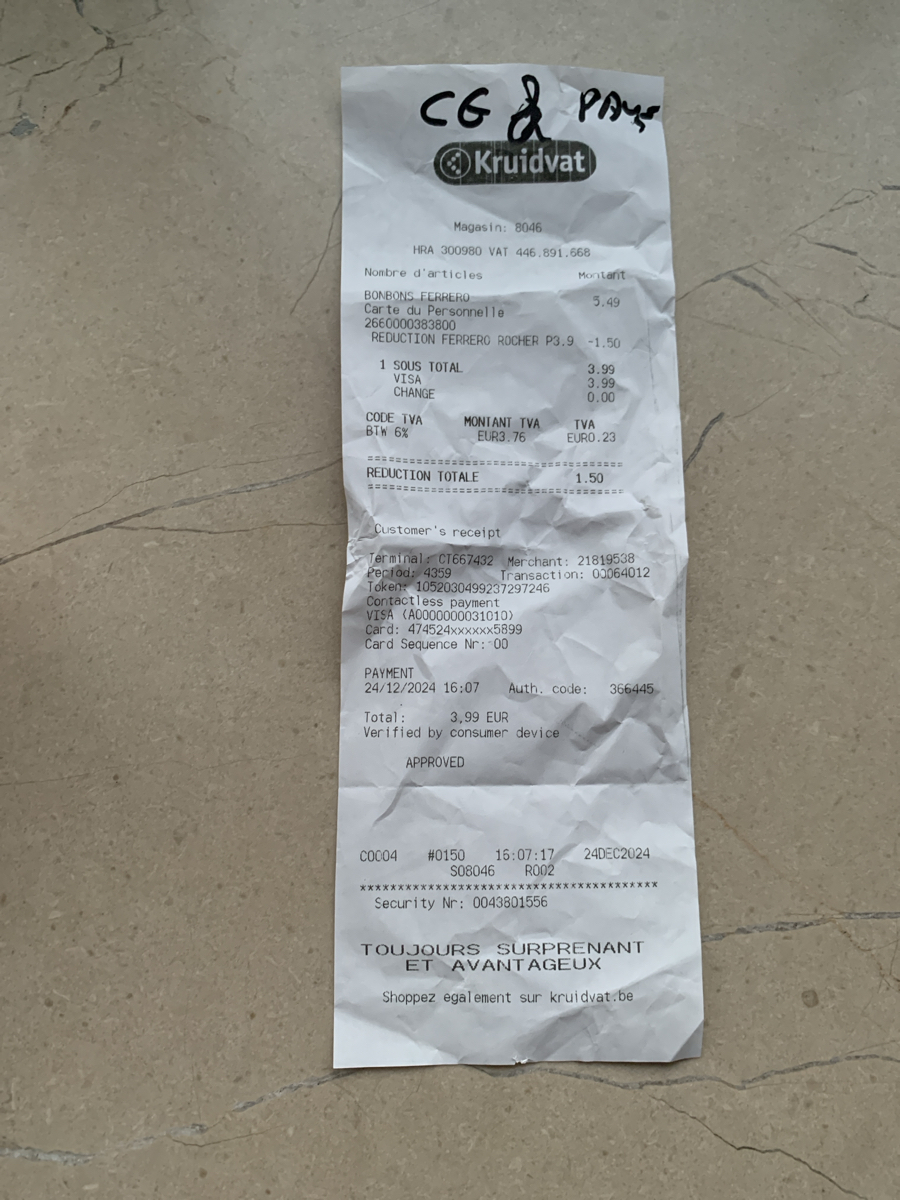 CG & PAys
Kruidvat
Magasin: 8046
HRA 300980 VAT 446.891.668
Nombre d'articles Montant
BONBONS FERRERO 5.49
Carte du Personnelle
2660000383800
REDUCTION FERRERO ROCHER P3.9 -1.50
1 SOUS TOTAL 3.99
VISA 3.99
CHANGE 0.00
CODE TVA MONTANT TVA TVA
BTW 6% EUR3.76 EUR0.23
==================================
REDUCTION TOTALE 1.50
==================================
Customer's receipt
Terminal: CT667432 Merchant: 21819538
Period: 4359 Transaction: 00064012
Token: 1052030499237297246
Contactless payment
VISA (A0000000031010)
Card: 474524xxxxxx5899
Card Sequence Nr: 00
PAYMENT
24/12/2024 16:07 Auth. code: 366445
Total: 3,99 EUR
Verified by consumer device
APPROVED
C0004 #0150 16:07:17 24DEC2024
S08046 R002
****************************************
Security Nr: 0043801556
TOUJOURS SURPRENANT
ET AVANTAGEUX
Shoppez egalement sur kruidvat.be